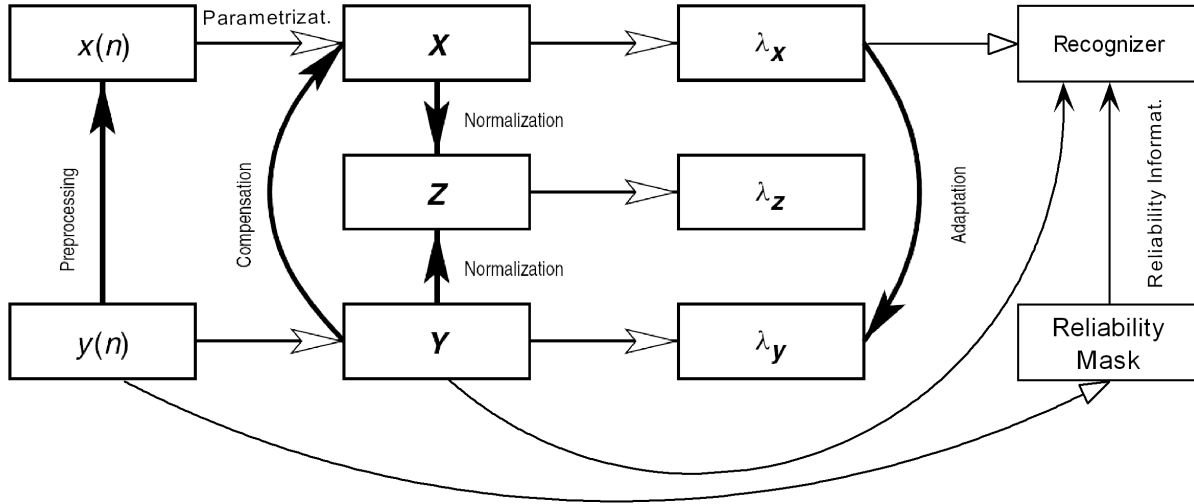 Parametrizat.
x(n)
X
λx
Recognizer
Normalization
Preprocessing
Compensation
Z
λz
Adaptation
Reliability Informat.
Normalization
y(n)
Y
λy
Reliability
Mask